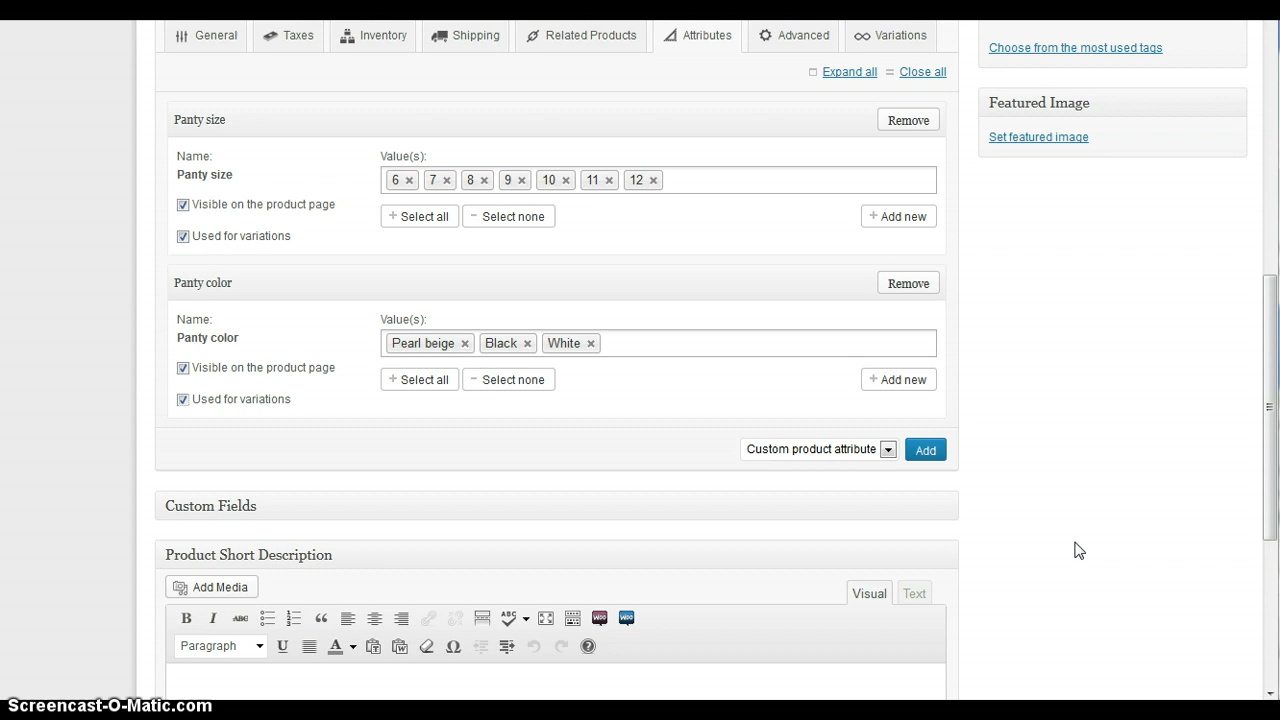 General Taxes Inventory Shipping Related Products Attributes Advanced Variations
Choose from the most used tags
Expand all = Close all
Featured Image
Set featured image
Panty size Remove
Name: Value(s):
Panty size 6 × 7 × 8 × 9 × 10 × 11 × 12 ×
Visible on the product page
+ Select all − Select none + Add new
Used for variations
Panty color Remove
Name: Value(s):
Panty color Pearl beige × Black × White ×
Visible on the product page
+ Select all − Select none + Add new
Used for variations
Custom product attribute Add
Custom Fields
Product Short Description
Add Media
Visual Text
B I ABC
Paragraph U A Ω ?
Screencast-O-Matic.com